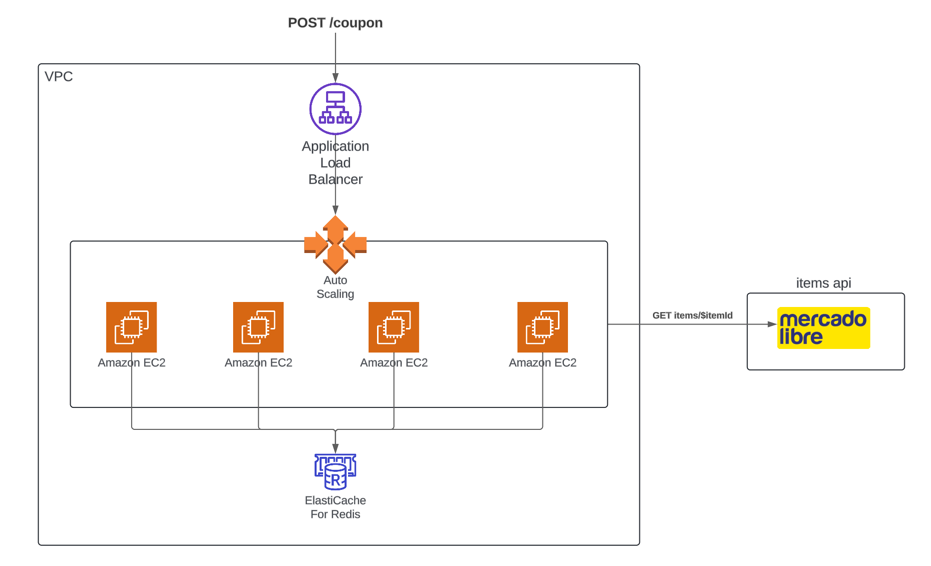 POST /coupon
VPC
Application
Load
Balancer
Auto
Scaling
items api
GET items/$itemId
mercado
libre
Amazon EC2
Amazon EC2
Amazon EC2
Amazon EC2
R
ElastiCache
For Redis